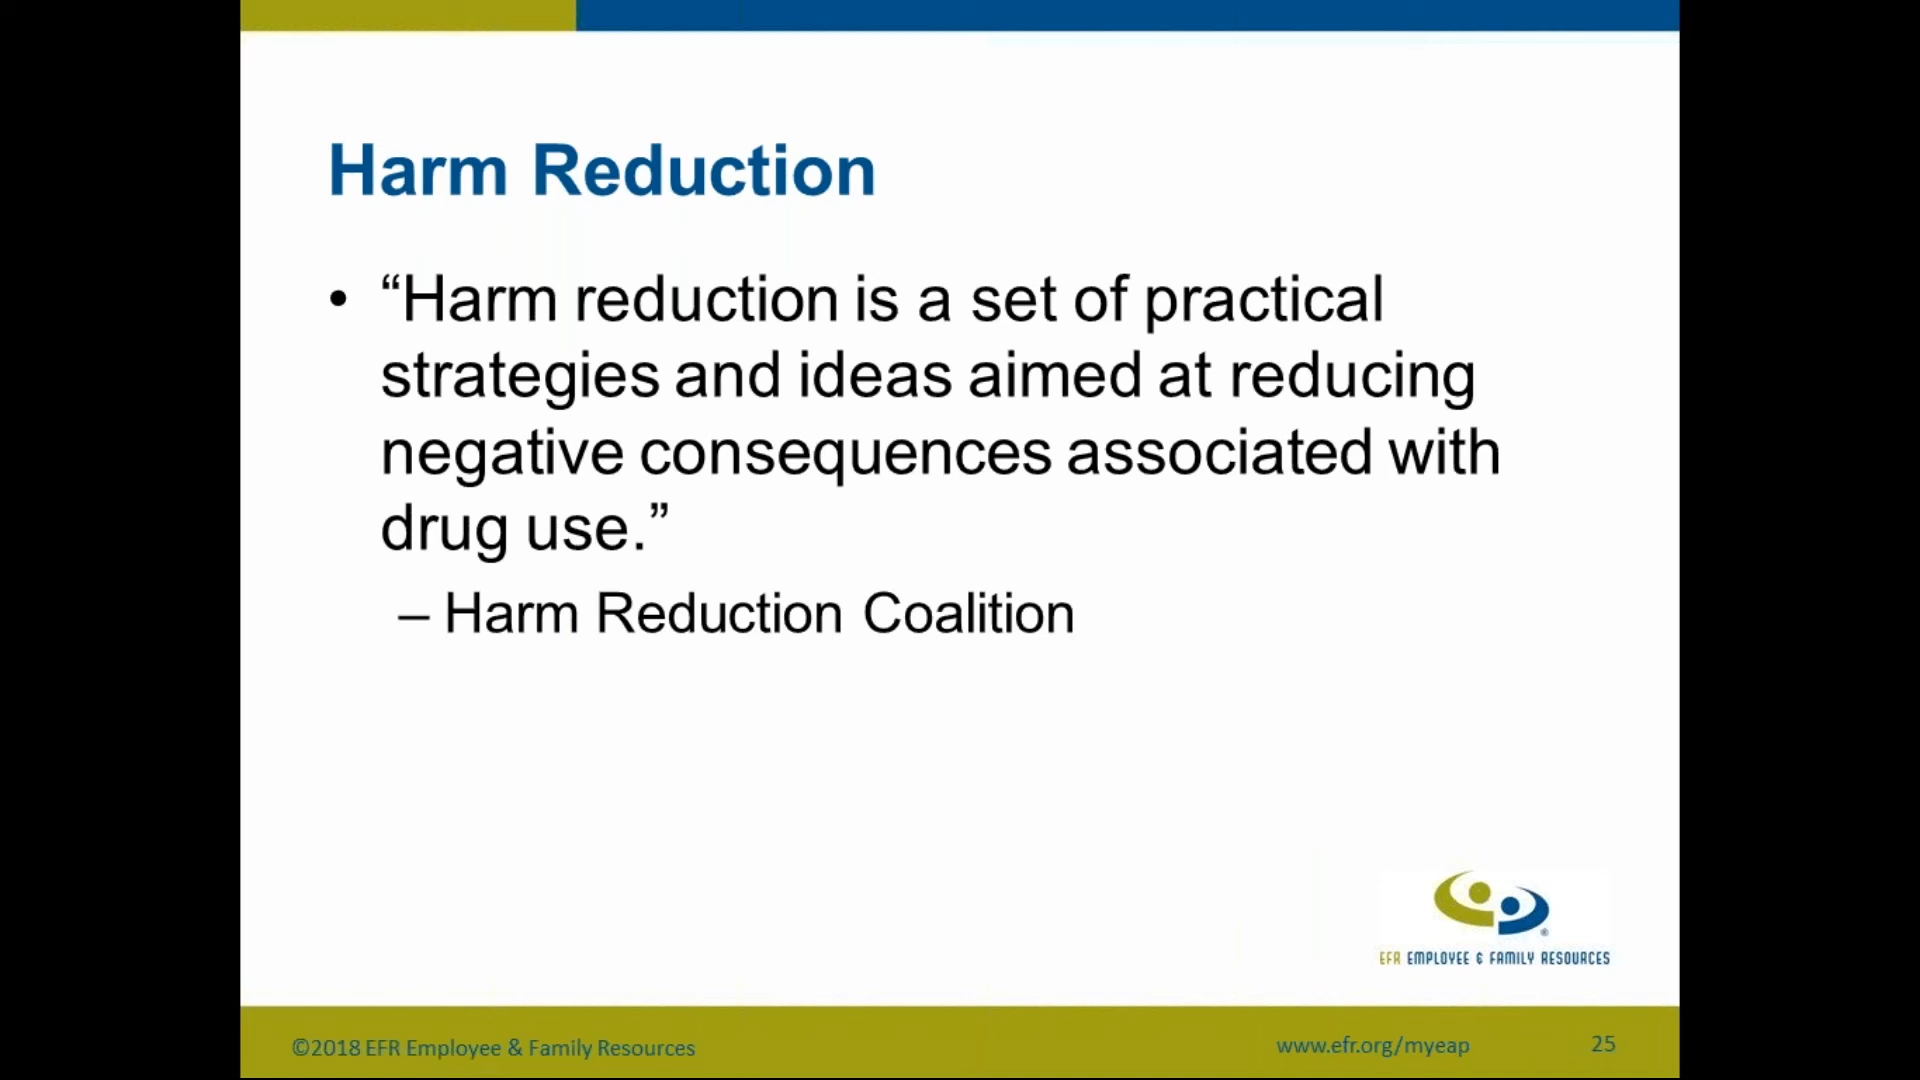 Harm Reduction
• “Harm reduction is a set of practical
strategies and ideas aimed at reducing
negative consequences associated with
drug use.”
– Harm Reduction Coalition
®
EFR EMPLOYEE & FAMILY RESOURCES
©2018 EFR Employee & Family Resources
www.efr.org/myeap
25